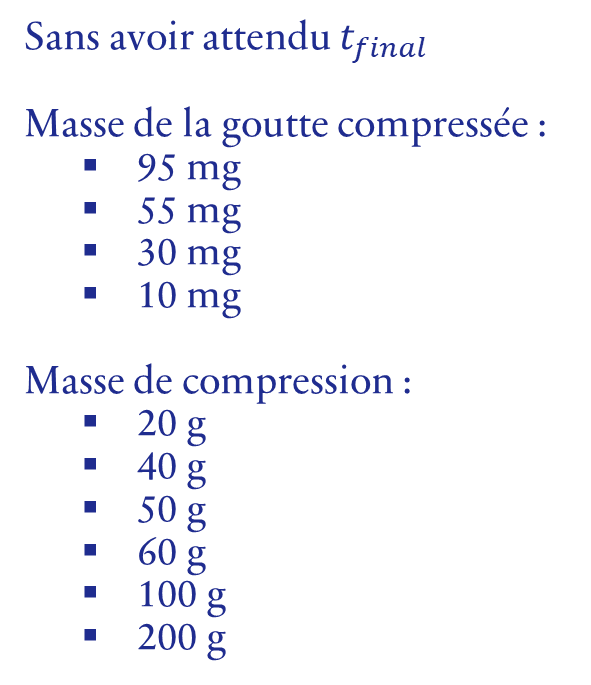 Sans avoir attendu t_final
Masse de la goutte compressée :
▪ 95 mg
▪ 55 mg
▪ 30 mg
▪ 10 mg
Masse de compression :
▪ 20 g
▪ 40 g
▪ 50 g
▪ 60 g
▪ 100 g
▪ 200 g